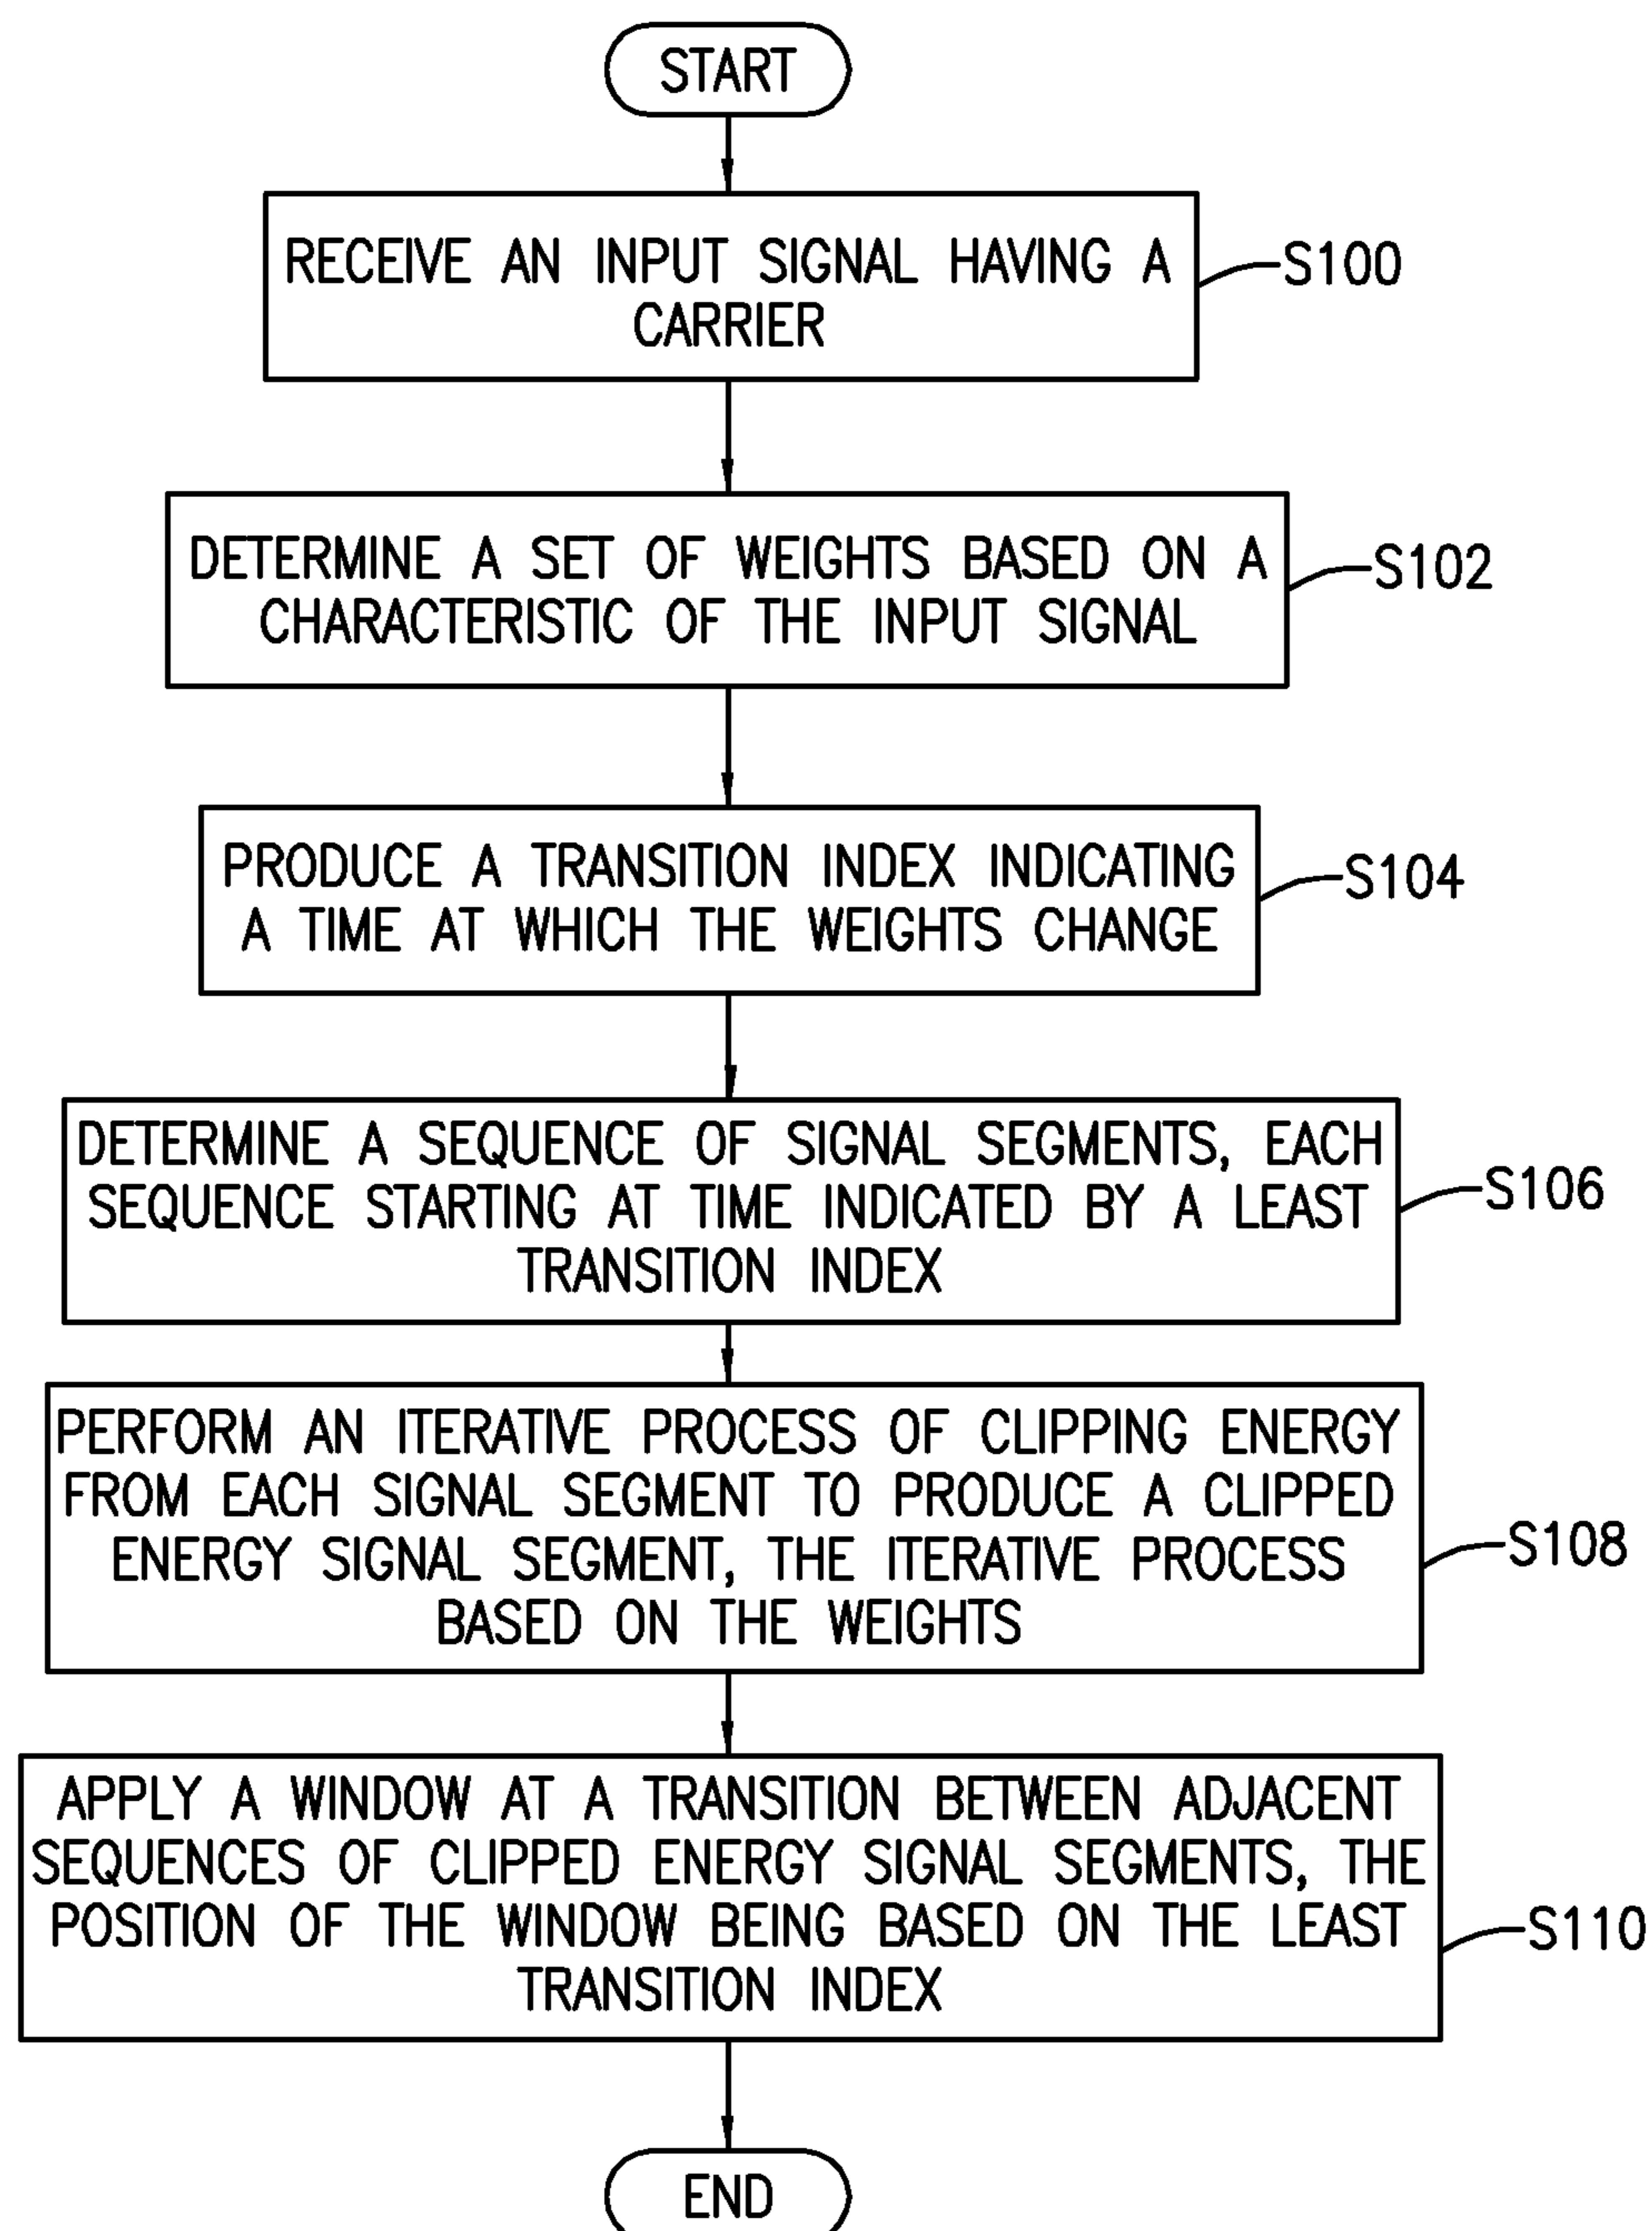 START
RECEIVE AN INPUT SIGNAL HAVING A
CARRIER
S100
DETERMINE A SET OF WEIGHTS BASED ON A
CHARACTERISTIC OF THE INPUT SIGNAL
S102
PRODUCE A TRANSITION INDEX INDICATING
A TIME AT WHICH THE WEIGHTS CHANGE
S104
DETERMINE A SEQUENCE OF SIGNAL SEGMENTS, EACH
SEQUENCE STARTING AT TIME INDICATED BY A LEAST
TRANSITION INDEX
S106
PERFORM AN ITERATIVE PROCESS OF CLIPPING ENERGY
FROM EACH SIGNAL SEGMENT TO PRODUCE A CLIPPED
ENERGY SIGNAL SEGMENT, THE ITERATIVE PROCESS
BASED ON THE WEIGHTS
S108
APPLY A WINDOW AT A TRANSITION BETWEEN ADJACENT
SEQUENCES OF CLIPPED ENERGY SIGNAL SEGMENTS, THE
POSITION OF THE WINDOW BEING BASED ON THE LEAST
TRANSITION INDEX
S110
END